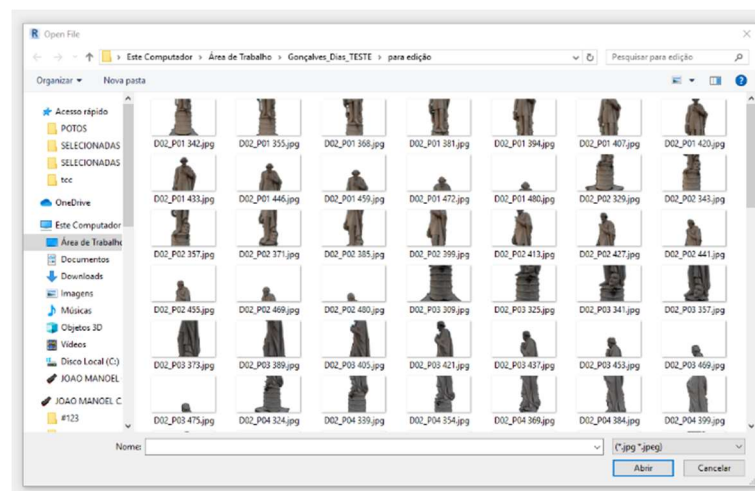 Open File
Este Computador > Área de Trabalho > Gonçalves_Dias_TESTE > para edição
Pesquisar para edição
Organizar
Nova pasta
Acesso rápido
POTOS
SELECIONADAS
SELECIONADAS
tcc
OneDrive
Este Computador
Área de Trabalho
Documentos
Downloads
Imagens
Músicas
Objetos 3D
Vídeos
Disco Local (C:)
JOAO MANOEL
JOAO MANOEL C
#123
D02_P01 342.jpg D02_P01 355.jpg D02_P01 368.jpg D02_P01 381.jpg D02_P01 394.jpg D02_P01 407.jpg D02_P01 420.jpg
D02_P01 433.jpg D02_P01 446.jpg D02_P01 459.jpg D02_P01 472.jpg D02_P01 480.jpg D02_P02 329.jpg D02_P02 343.jpg
D02_P02 357.jpg D02_P02 371.jpg D02_P02 385.jpg D02_P02 399.jpg D02_P02 413.jpg D02_P02 427.jpg D02_P02 441.jpg
D02_P02 455.jpg D02_P02 469.jpg D02_P02 480.jpg D02_P03 309.jpg D02_P03 325.jpg D02_P03 341.jpg D02_P03 357.jpg
D02_P03 373.jpg D02_P03 389.jpg D02_P03 405.jpg D02_P03 421.jpg D02_P03 437.jpg D02_P03 453.jpg D02_P03 469.jpg
D02_P03 475.jpg D02_P04 324.jpg D02_P04 339.jpg D02_P04 354.jpg D02_P04 369.jpg D02_P04 384.jpg D02_P04 399.jpg
Nome:
(*.jpg *.jpeg)
Abrir
Cancelar